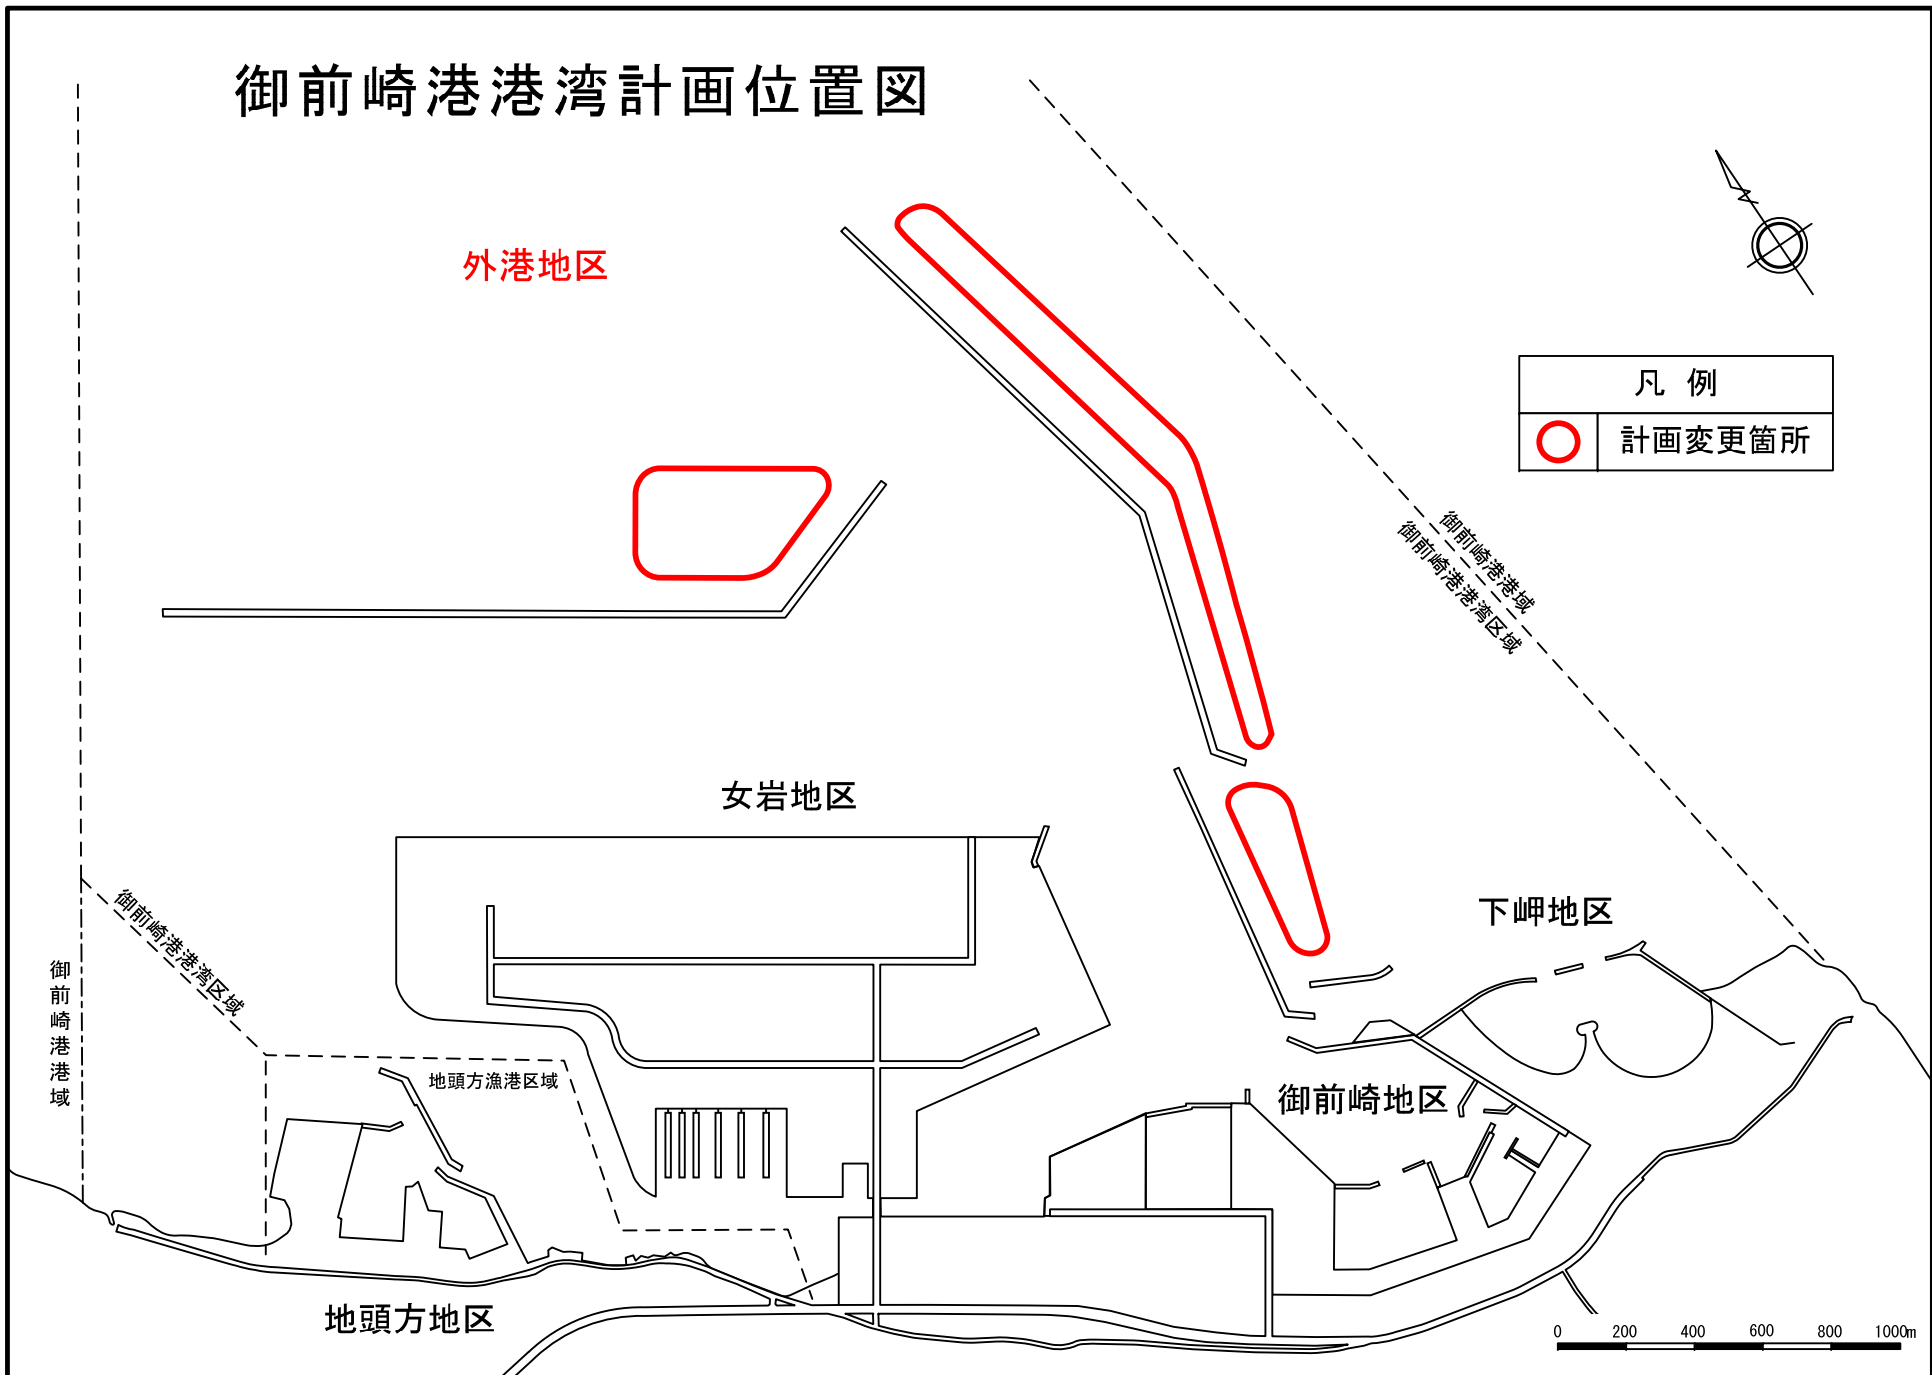 御前崎港港湾計画位置図
外港地区
凡 例
計画変更箇所
御前崎港港域
御前崎港港湾区域
女岩地区
下岬地区
御前崎港港湾区域
御前崎港港域
地頭方漁港区域
御前崎地区
地頭方地区
0 200 400 600 800 1000m